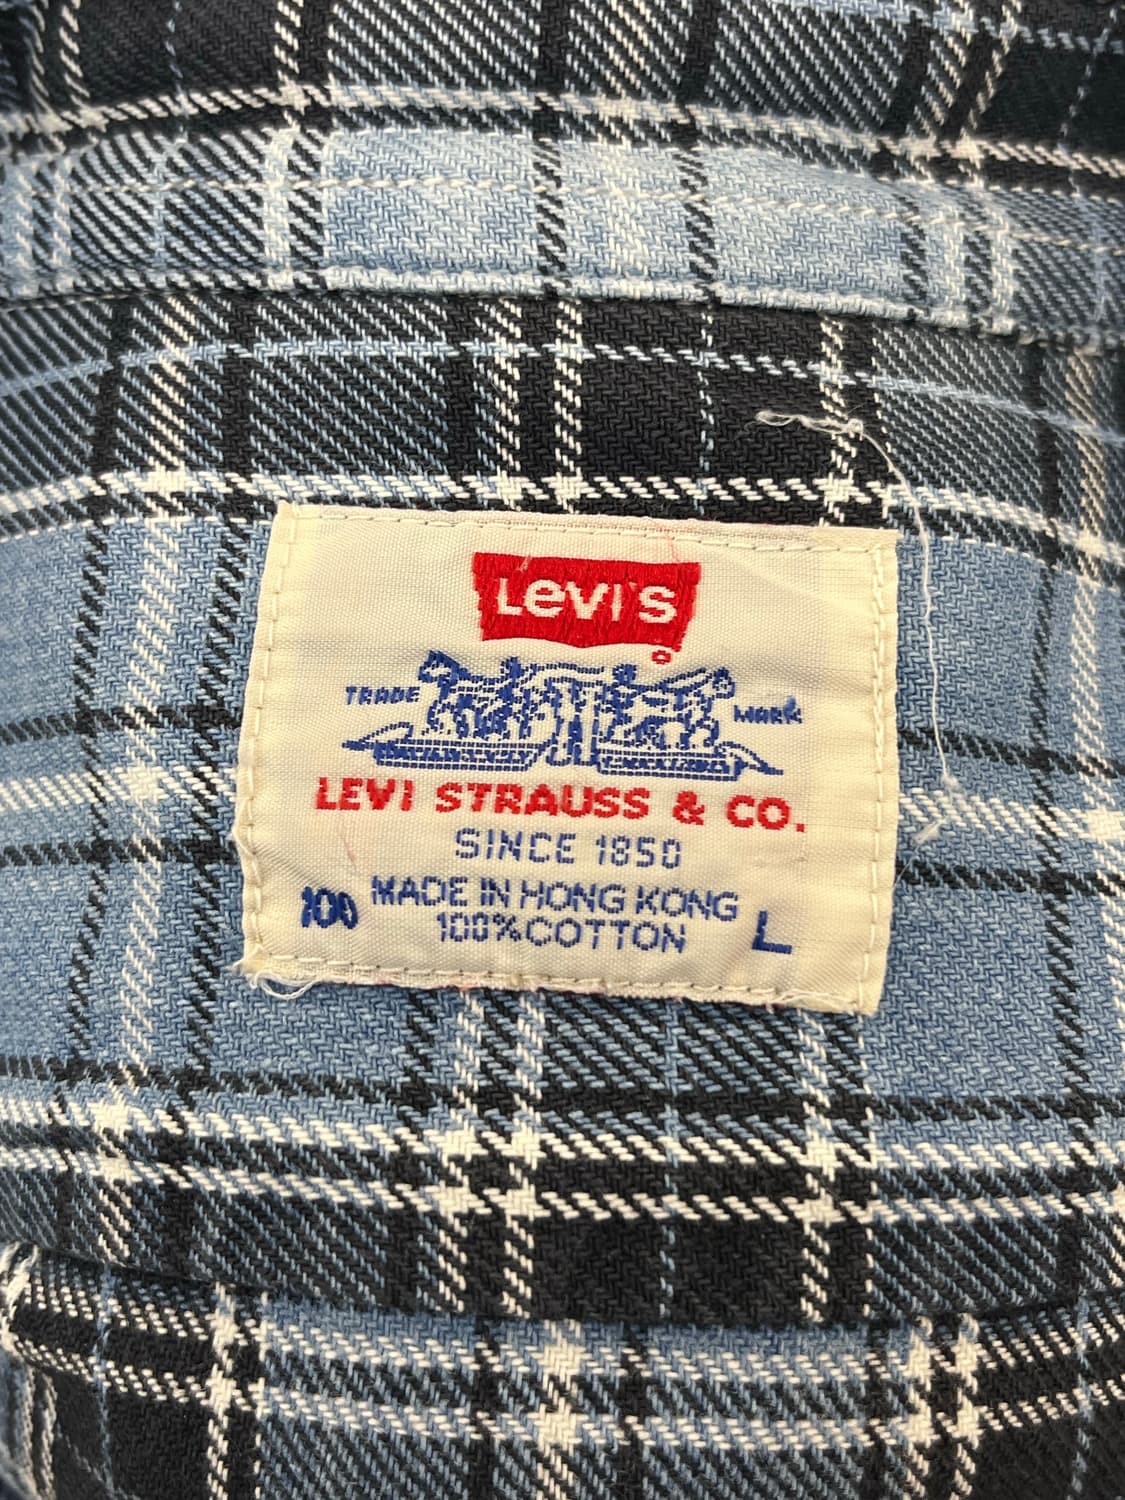 LEVI'S
®
TRADE MARK
LEVI STRAUSS & CO.
SINCE 1850
100 MADE IN HONG KONG L
100% COTTON